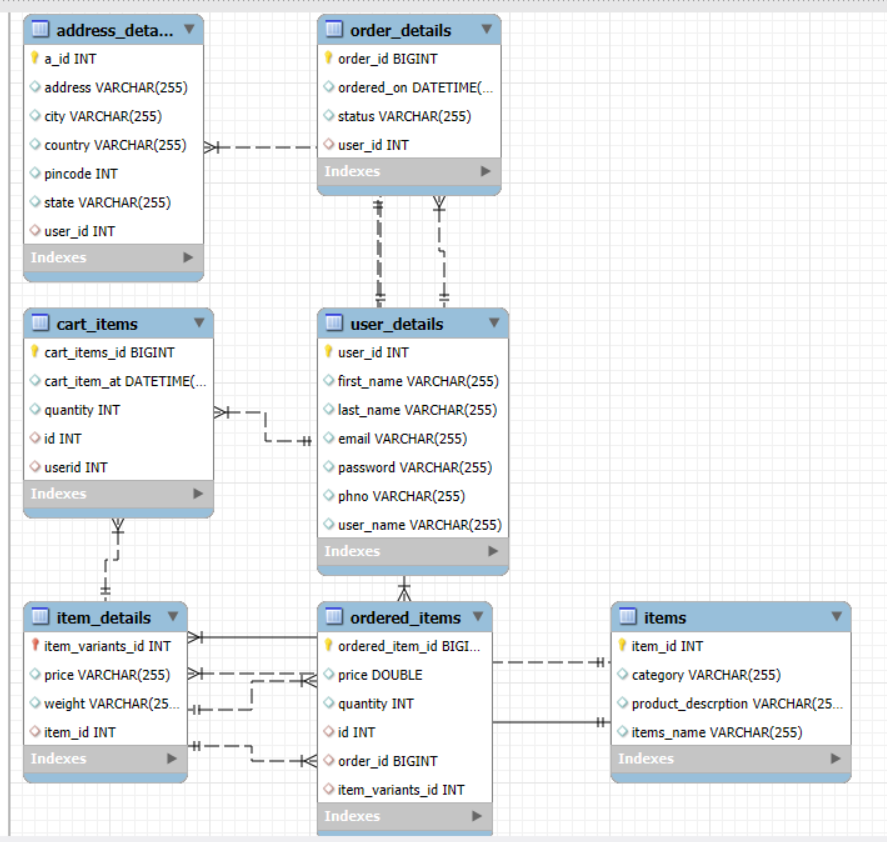 address_deta...
a_id INT
address VARCHAR(255)
city VARCHAR(255)
country VARCHAR(255)
pincode INT
state VARCHAR(255)
user_id INT
Indexes
order_details
order_id BIGINT
ordered_on DATETIME(...
status VARCHAR(255)
user_id INT
Indexes
cart_items
cart_items_id BIGINT
cart_item_at DATETIME(...
quantity INT
id INT
userid INT
Indexes
user_details
user_id INT
first_name VARCHAR(255)
last_name VARCHAR(255)
email VARCHAR(255)
password VARCHAR(255)
phno VARCHAR(255)
user_name VARCHAR(255)
Indexes
item_details
item_variants_id INT
price VARCHAR(255)
weight VARCHAR(25...
item_id INT
Indexes
ordered_items
ordered_item_id BIGI...
price DOUBLE
quantity INT
id INT
order_id BIGINT
item_variants_id INT
Indexes
items
item_id INT
category VARCHAR(255)
product_descrption VARCHAR(25...
items_name VARCHAR(255)
Indexes